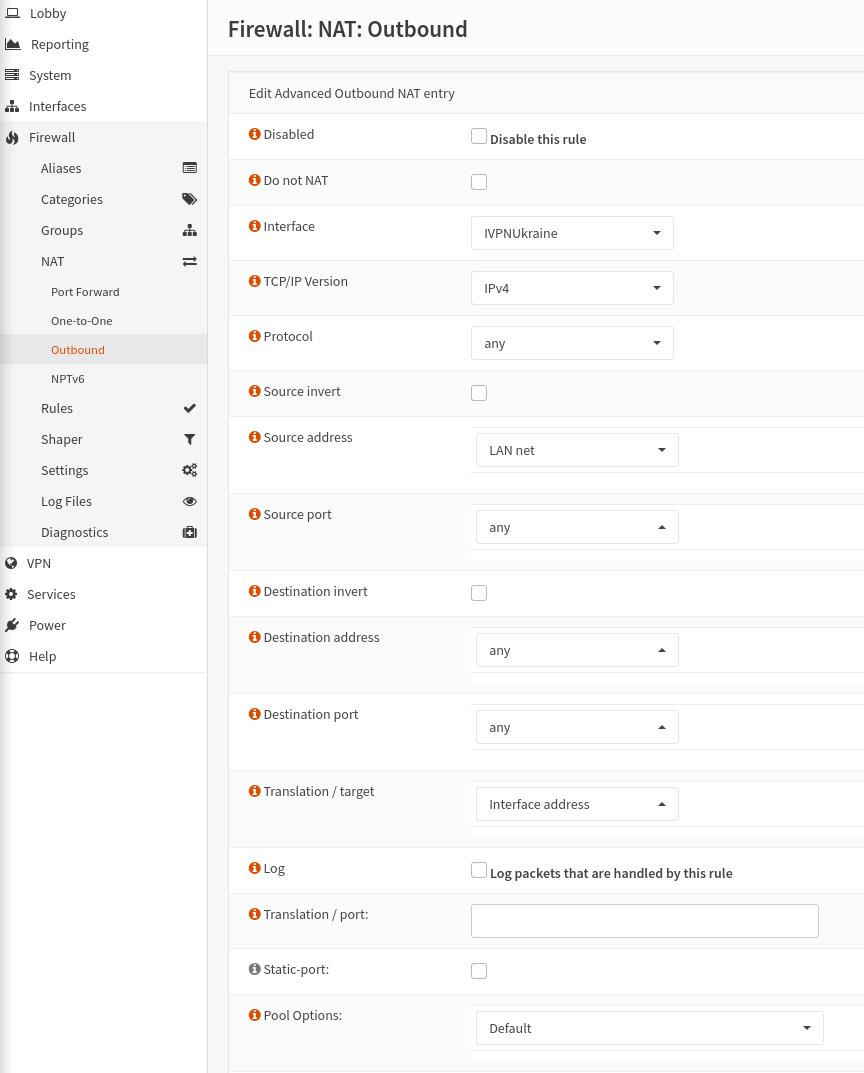 Lobby
Reporting
System
Interfaces
Firewall
Aliases
Categories
Groups
NAT
Port Forward
One-to-One
Outbound
NPTv6
Rules
Shaper
Settings
Log Files
Diagnostics
VPN
Services
Power
Help
Firewall: NAT: Outbound
Edit Advanced Outbound NAT entry
Disabled
Disable this rule
Do not NAT
Interface
IVPNUkraine
TCP/IP Version
IPv4
Protocol
any
Source invert
Source address
LAN net
Source port
any
Destination invert
Destination address
any
Destination port
any
Translation / target
Interface address
Log
Log packets that are handled by this rule
Translation / port:
Static-port:
Pool Options:
Default